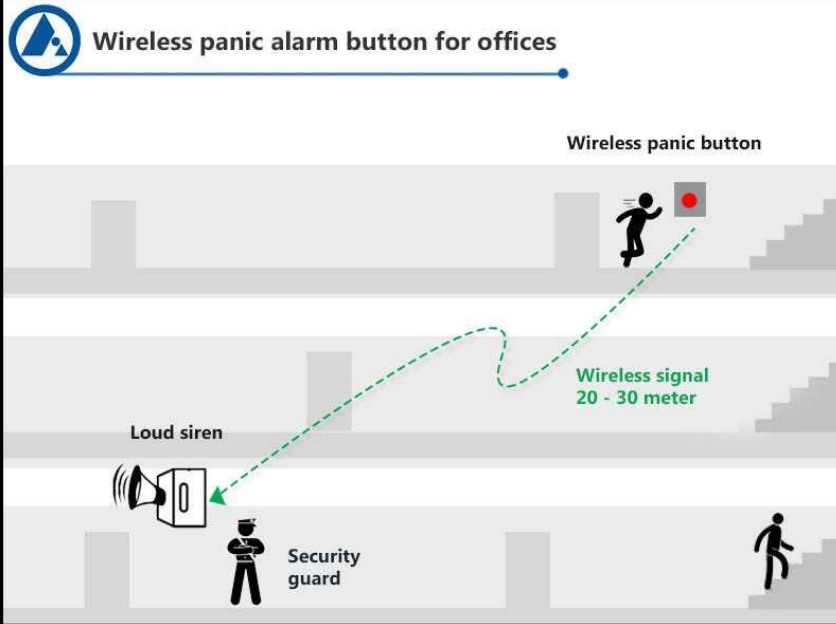 Wireless panic alarm button for offices
Wireless panic button
Wireless signal
20 - 30 meter
Loud siren
Security
guard